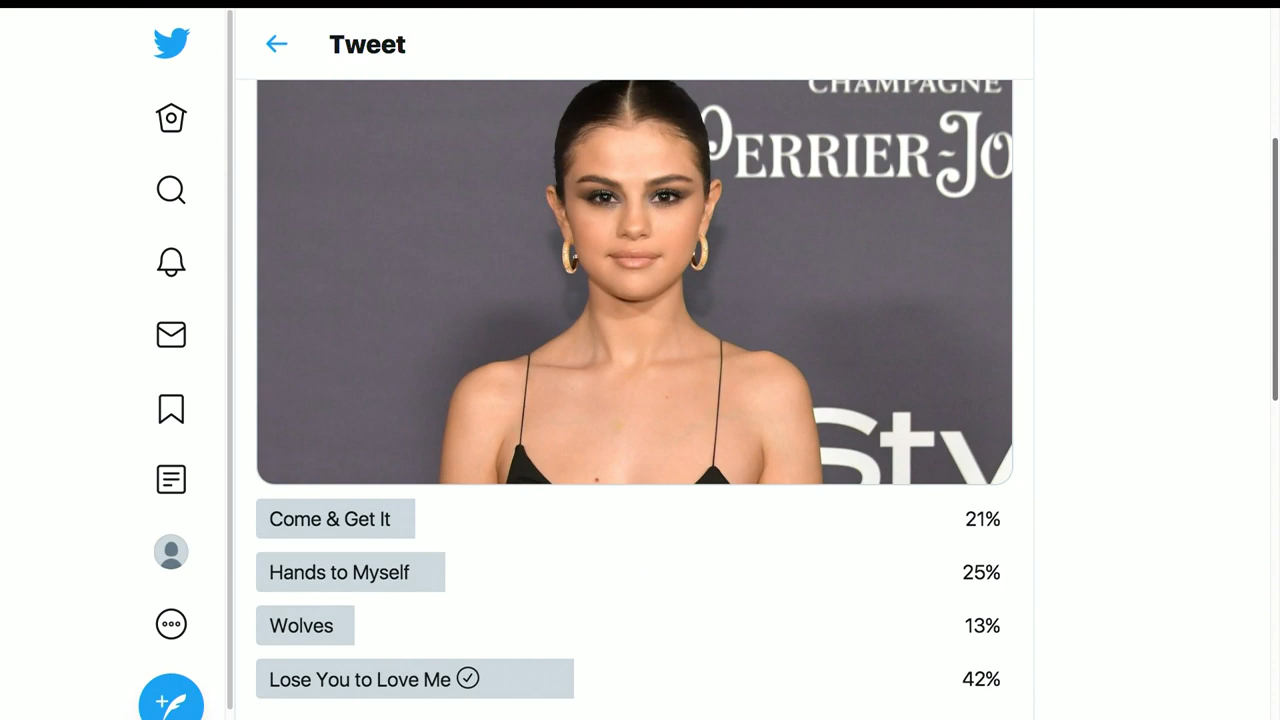 Tweet
CHAMPAGNE
PERRIER-JO
Sty
Come & Get It 21%
Hands to Myself 25%
Wolves 13%
Lose You to Love Me 42%